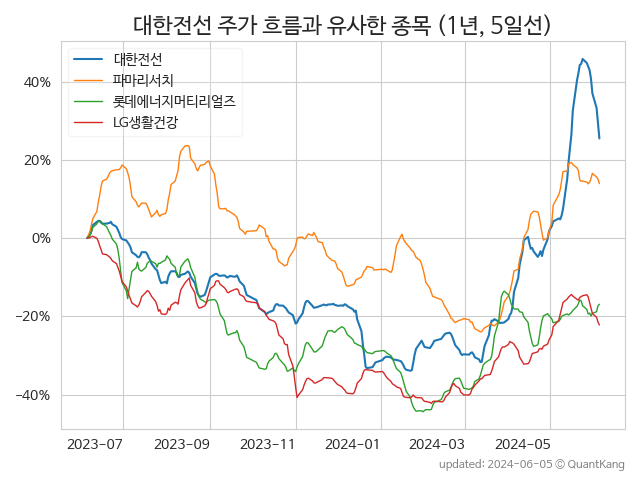 대한전선 주가 흐름과 유사한 종목 (1년, 5일선)
대한전선
파마리서치
롯데에너지머티리얼즈
LG생활건강
40%
20%
0%
−20%
−40%
2023-07 2023-09 2023-11 2024-01 2024-03 2024-05
updated: 2024-06-05 © QuantKang